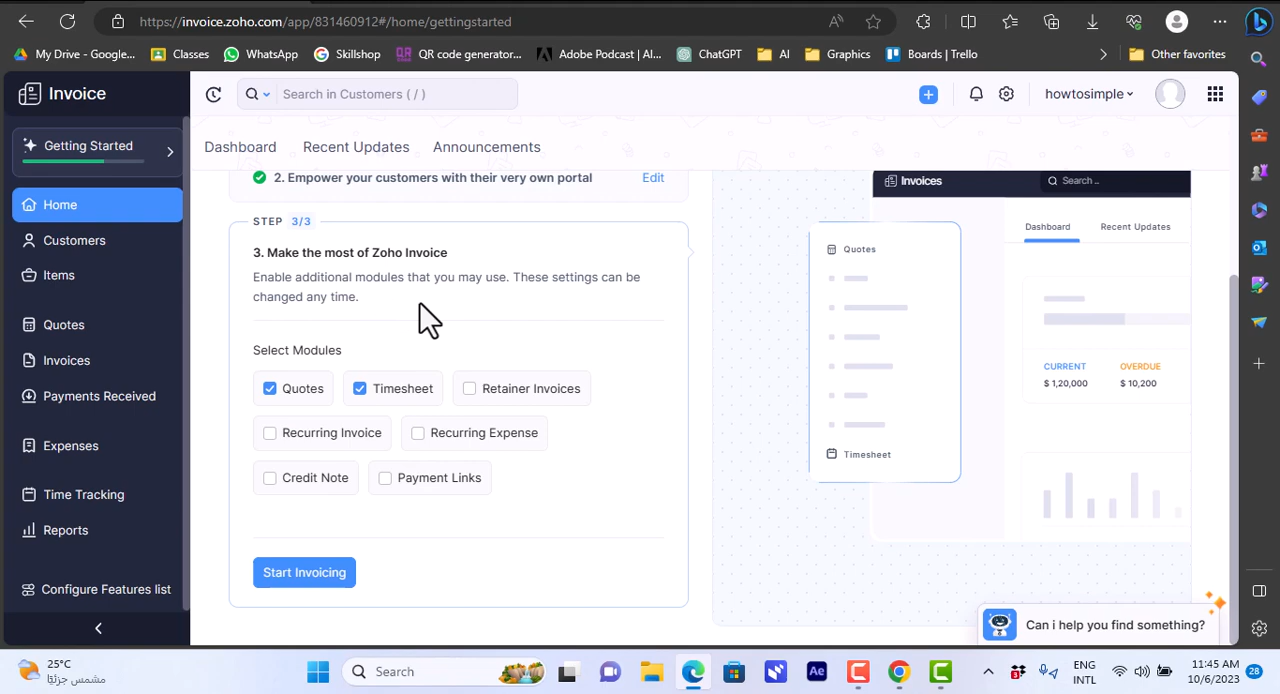 https://invoice.zoho.com/app/831460912#/home/gettingstarted
My Drive - Google...
Classes
WhatsApp
Skillshop
QR code generator...
Adobe Podcast | Al...
ChatGPT
AI
Graphics
Boards | Trello
Other favorites
Invoice
Search in Customers ( / )
howtosimple
Getting Started
Dashboard
Recent Updates
Announcements
2. Empower your customers with their very own portal
Edit
Invoices
Search ..
Home
Customers
Items
Quotes
Invoices
Payments Received
Expenses
Time Tracking
Reports
Configure Features list
STEP 3/3
3. Make the most of Zoho Invoice
Enable additional modules that you may use. These settings can be
changed any time.
Select Modules
Quotes
Timesheet
Retainer Invoices
Recurring Invoice
Recurring Expense
Credit Note
Payment Links
Start Invoicing
Dashboard
Recent Updates
Quotes
CURRENT
OVERDUE
$ 1,20,000
$ 10,200
Timesheet
Can i help you find something?
25°C
مشمس جزئيًا
Search
Ae
3
ENG
INTL
11:45 AM
10/6/2023
28